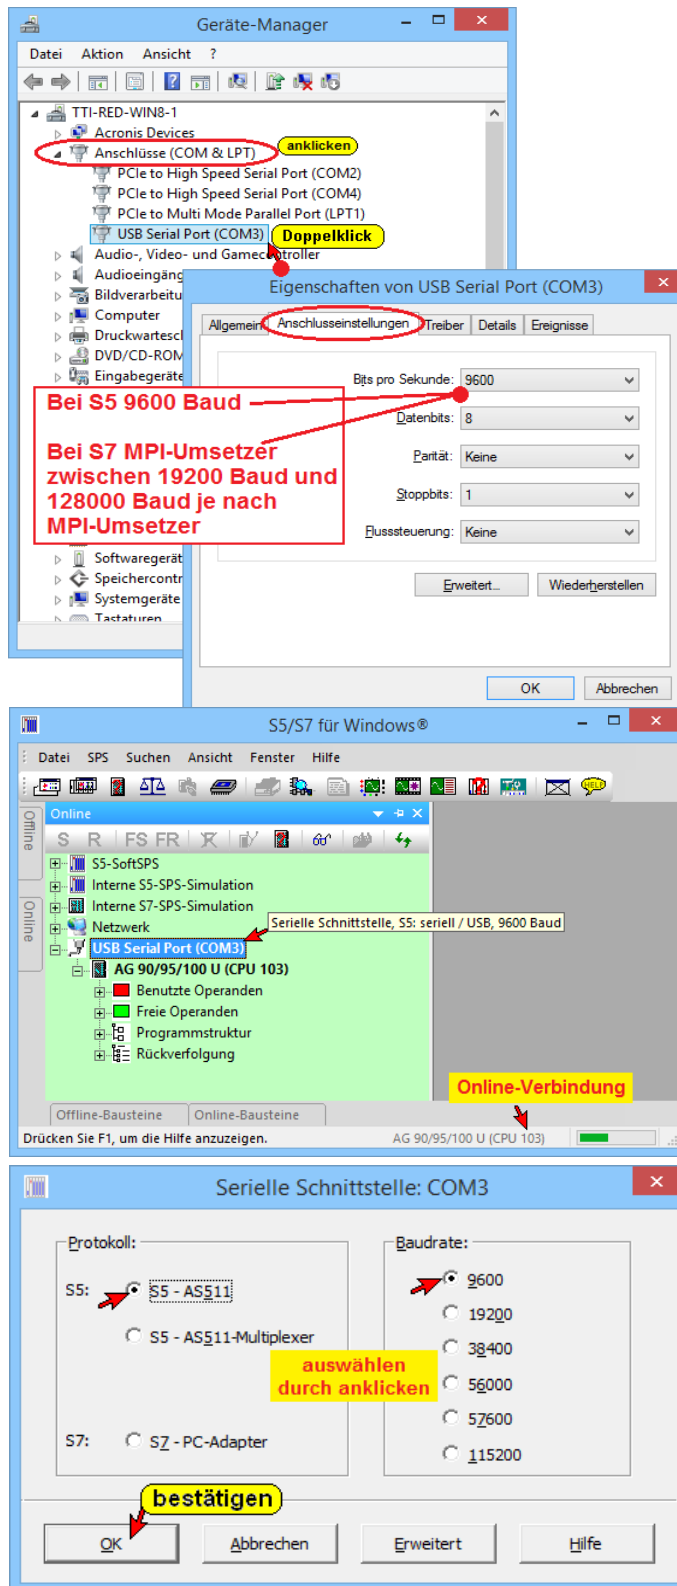 Geräte-Manager
Datei Aktion Ansicht ?
TTI-RED-WIN8-1
Acronis Devices
Anschlüsse (COM & LPT)
anklicken
PCIe to High Speed Serial Port (COM2)
PCIe to High Speed Serial Port (COM4)
PCIe to Multi Mode Parallel Port (LPT1)
USB Serial Port (COM3)
Doppelklick
Audio-, Video- und Gamecontroller
Audioeingäng
Bildverarbeitu
Computer
Druckwartesch
DVD/CD-ROM
Eingabegeräte
Softwaregerät
Speichercontr
Systemgeräte
Tastaturen
Eigenschaften von USB Serial Port (COM3)
Allgemein Anschlusseinstellungen Treiber Details Ereignisse
Bits pro Sekunde: 9600
Datenbits: 8
Parität: Keine
Stoppbits: 1
Flusssteuerung: Keine
Erweitert... Wiederherstellen
OK Abbrechen
Bei S5 9600 Baud
Bei S7 MPI-Umsetzer
zwischen 19200 Baud und
128000 Baud je nach
MPI-Umsetzer
S5/S7 für Windows®
Datei SPS Suchen Ansicht Fenster Hilfe
HELP
Offline
Online
Online
S R FS FR
S5-SoftSPS
Interne S5-SPS-Simulation
Interne S7-SPS-Simulation
Netzwerk
Serielle Schnittstelle, S5: seriell / USB, 9600 Baud
USB Serial Port (COM3)
AG 90/95/100 U (CPU 103)
Benutzte Operanden
Freie Operanden
Programmstruktur
Rückverfolgung
Online-Verbindung
Offline-Bausteine Online-Bausteine
Drücken Sie F1, um die Hilfe anzuzeigen. AG 90/95/100 U (CPU 103)
Serielle Schnittstelle: COM3
Protokoll:
S5: S5 - AS511
S5 - AS511-Multiplexer
S7: S7 - PC-Adapter
Baudrate:
9600
19200
38400
56000
57600
115200
auswählen
durch anklicken
bestätigen
OK Abbrechen Erweitert Hilfe